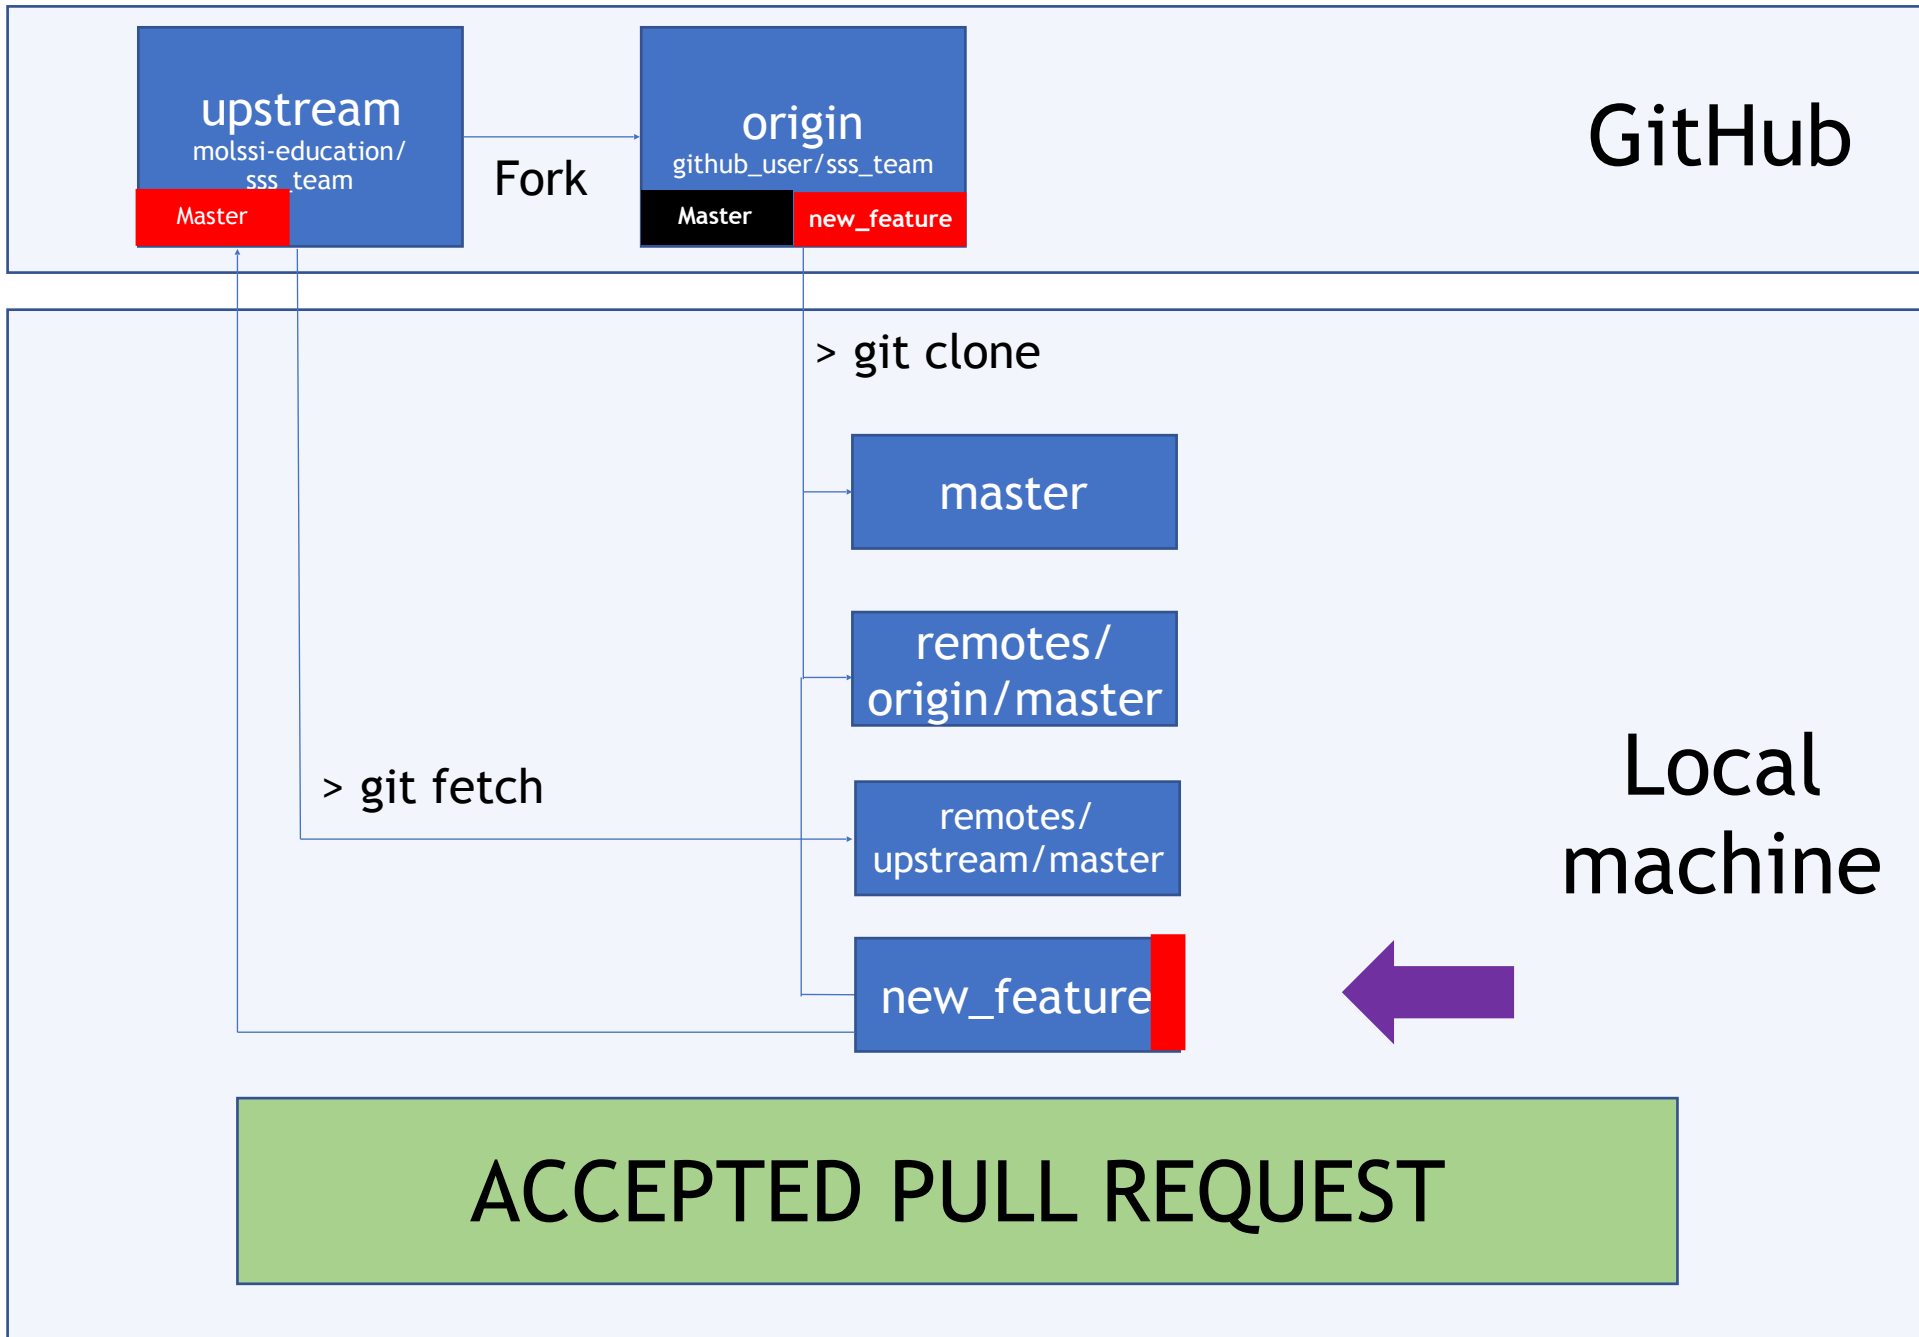 upstream
molssi-education/
sss_team
Master
Fork
origin
github_user/sss_team
Master
new_feature
GitHub
> git clone
master
remotes/
origin/master
> git fetch
remotes/
upstream/master
Local
machine
new_feature
ACCEPTED PULL REQUEST